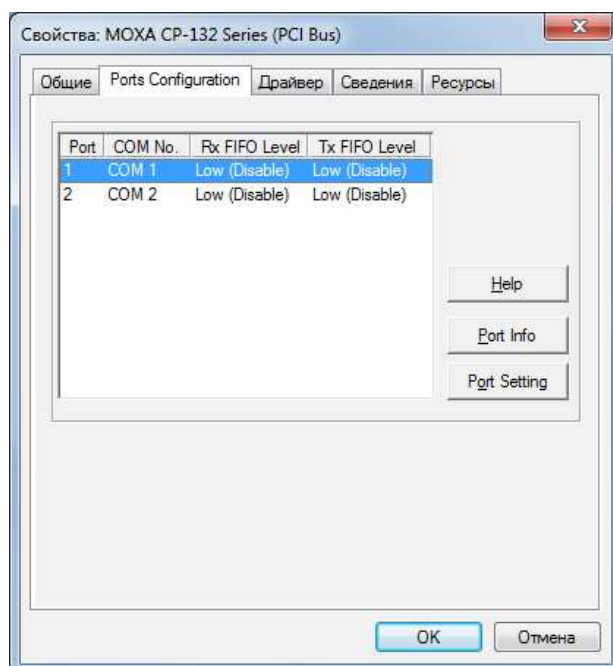 Свойства: MOXA CP-132 Series (PCI Bus)
Общие Ports Configuration Драйвер Сведения Ресурсы
Port COM No. Rx FIFO Level Tx FIFO Level
1 COM 1 Low (Disable) Low (Disable)
2 COM 2 Low (Disable) Low (Disable)
Help
Port Info
Port Setting
OK Отмена